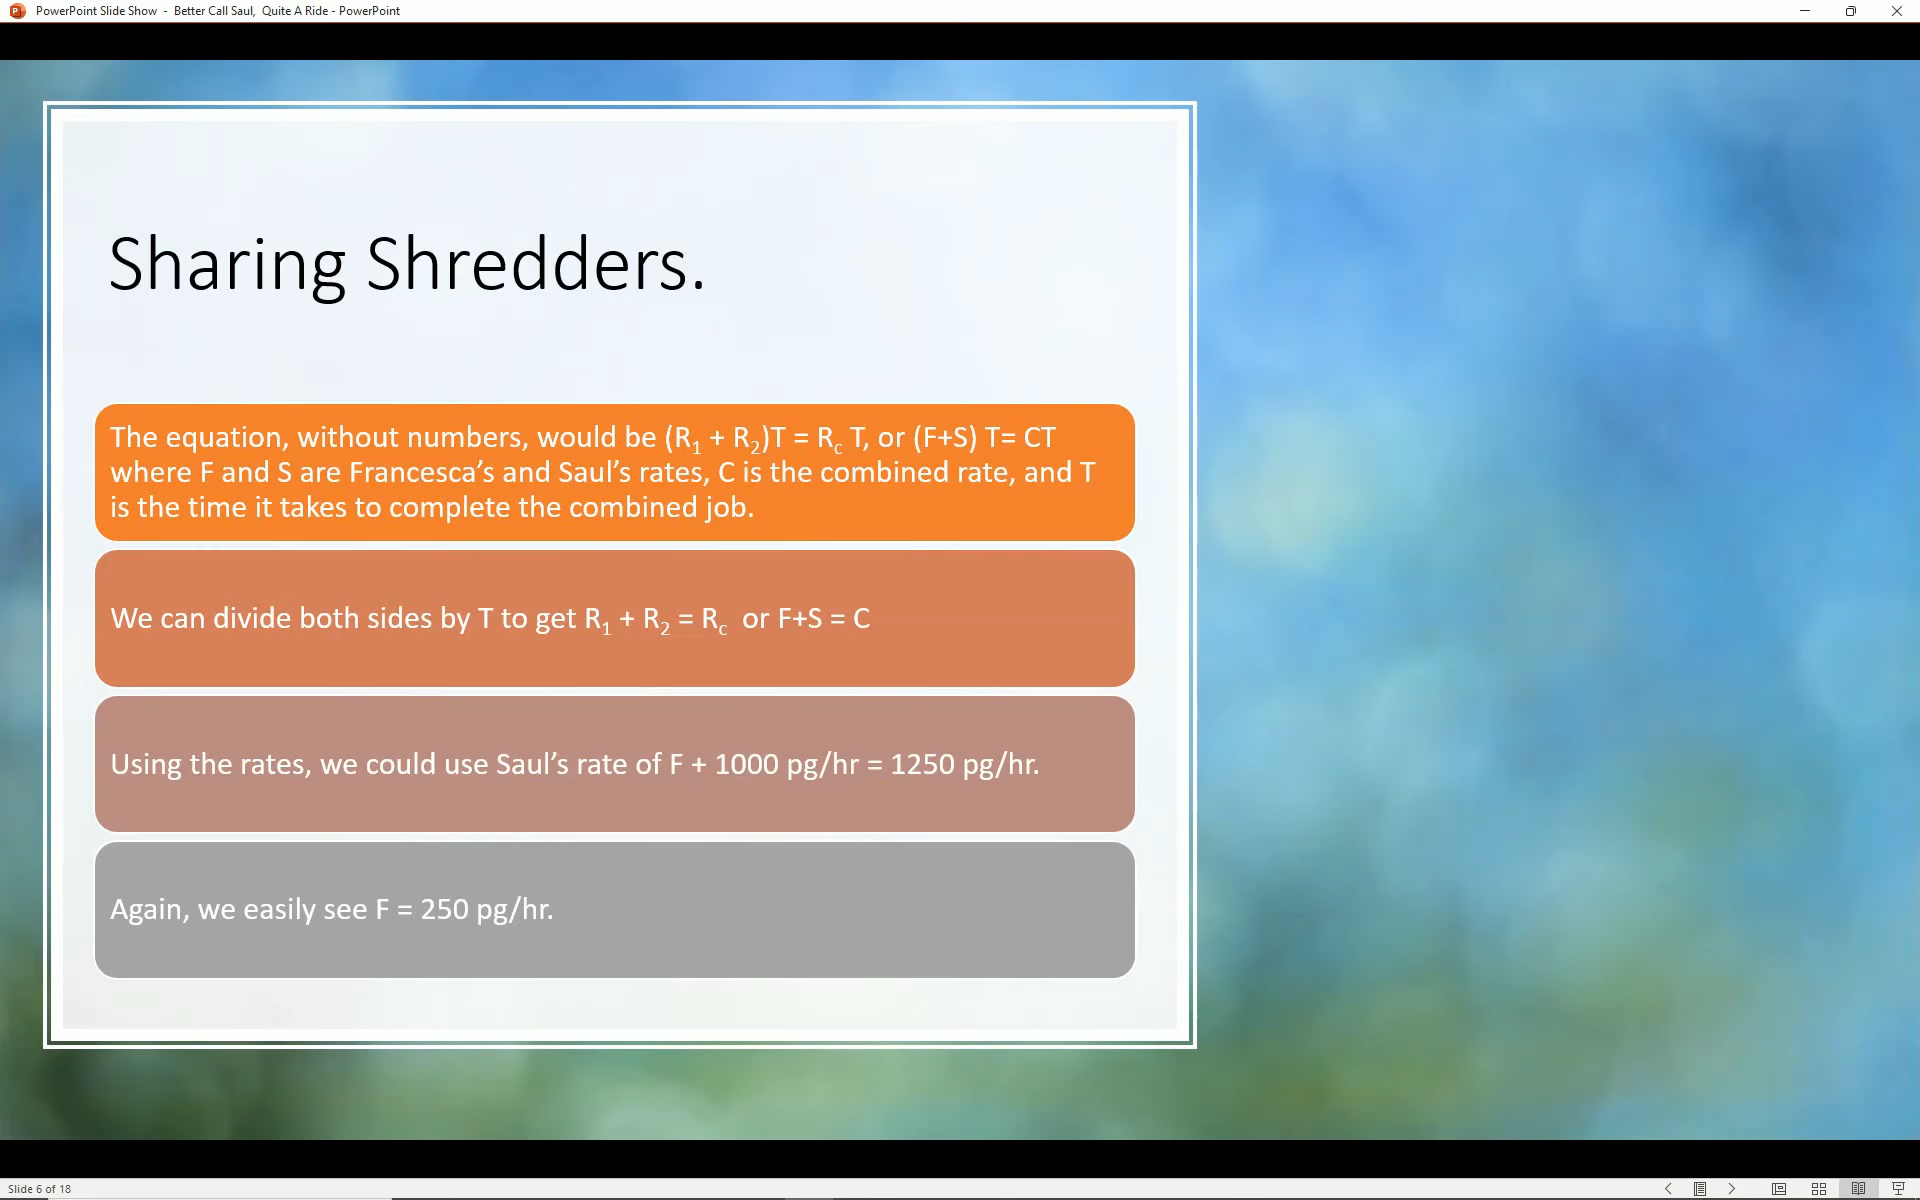 PowerPoint Slide Show - Better Call Saul, Quite A Ride - PowerPoint
Sharing Shredders.
The equation, without numbers, would be (R₁ + R₂)T = R꜀ T, or (F+S) T= CT
where F and S are Francesca’s and Saul’s rates, C is the combined rate, and T
is the time it takes to complete the combined job.
We can divide both sides by T to get R₁ + R₂ = R꜀ or F+S = C
Using the rates, we could use Saul’s rate of F + 1000 pg/hr = 1250 pg/hr.
Again, we easily see F = 250 pg/hr.
Slide 6 of 18